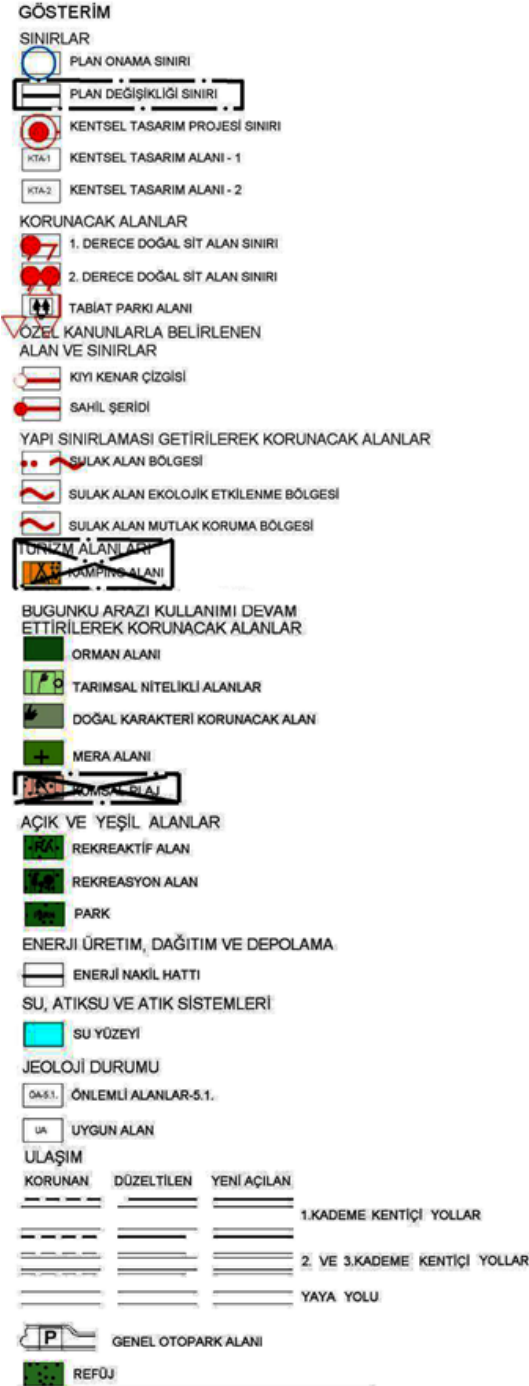 GÖSTERİM
SINIRLAR
PLAN ONAMA SINIRI
PLAN DEĞİŞİKLİĞİ SINIRI
KENTSEL TASARIM PROJESİ SINIRI
KTA-1 KENTSEL TASARIM ALANI - 1
KTA-2 KENTSEL TASARIM ALANI - 2
KORUNACAK ALANLAR
1. DERECE DOĞAL SİT ALAN SINIRI
2. DERECE DOĞAL SİT ALAN SINIRI
TABİAT PARKI ALANI
ÖZEL KANUNLARLA BELİRLENEN
ALAN VE SINIRLAR
KIYI KENAR ÇİZGİSİ
SAHİL ŞERİDİ
YAPI SINIRLAMASI GETİRİLEREK KORUNACAK ALANLAR
SULAK ALAN BÖLGESİ
SULAK ALAN EKOLOJİK ETKİLENME BÖLGESİ
SULAK ALAN MUTLAK KORUMA BÖLGESİ
TURİZM ALANLARI
KAMPİNG ALANI
BUGUNKU ARAZI KULLANIMI DEVAM
ETTİRİLEREK KORUNACAK ALANLAR
ORMAN ALANI
TARIMSAL NİTELİKLİ ALANLAR
DOĞAL KARAKTERİ KORUNACAK ALAN
MERA ALANI
KUMSAL PLAJ
AÇIK VE YEŞİL ALANLAR
RA REKREAKTİF ALAN
REKREASYON ALAN
PARK
ENERJI ÜRETIM, DAĞITIM VE DEPOLAMA
ENERJİ NAKİL HATTI
SU, ATIKSU VE ATIK SİSTEMLERİ
SU YÜZEYİ
JEOLOJİ DURUMU
ÖA-5.1. ÖNLEMLİ ALANLAR-5.1.
UA UYGUN ALAN
ULAŞIM
KORUNAN DÜZELTİLEN YENİ AÇILAN
1.KADEME KENTİÇİ YOLLAR
2. VE 3.KADEME KENTİÇİ YOLLAR
YAYA YOLU
P GENEL OTOPARK ALANI
REFÜJ